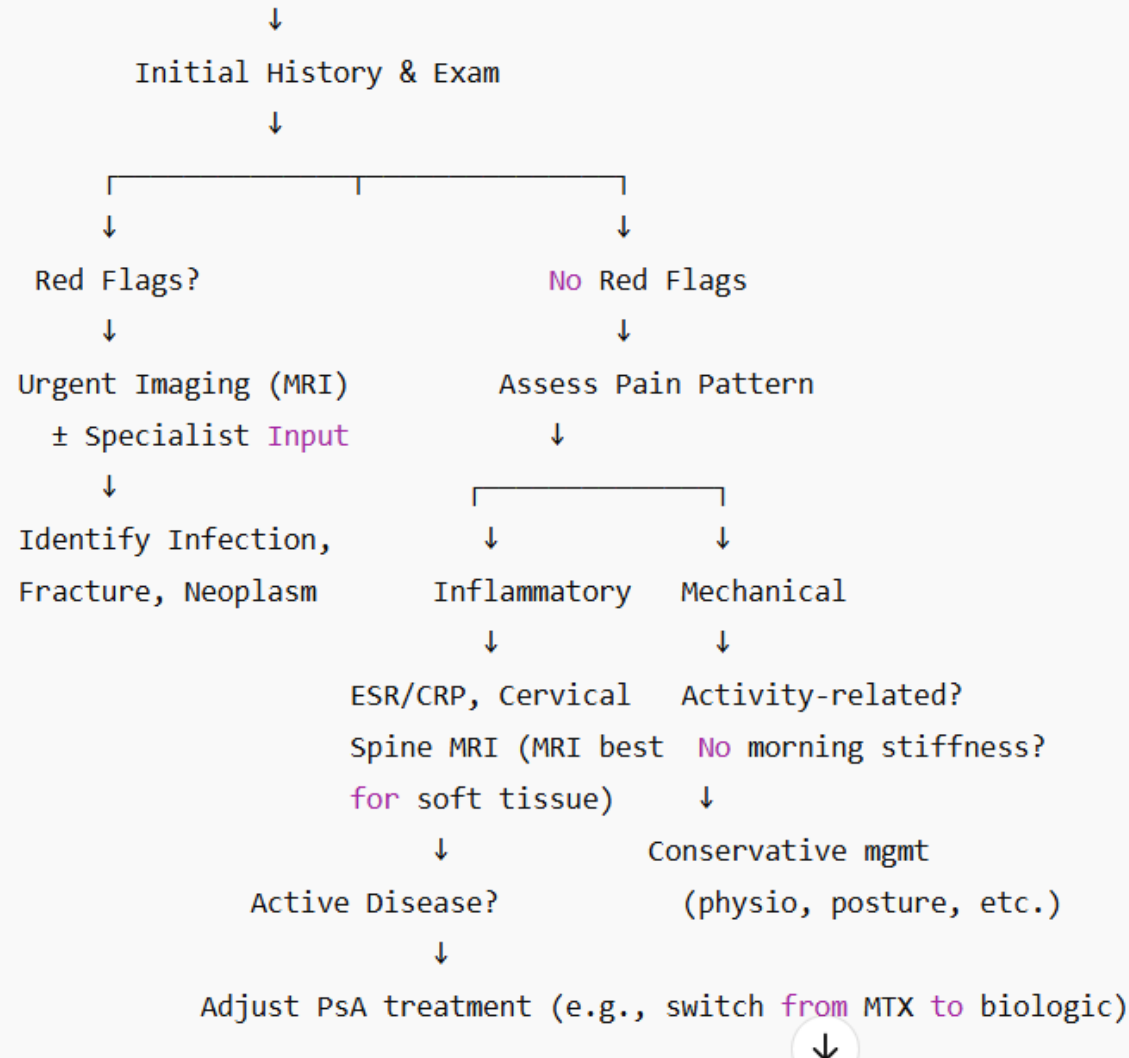 ↓
Initial History & Exam
↓
┌───────────────┬────────────────┐
↓ ↓
Red Flags? No Red Flags
↓ ↓
Urgent Imaging (MRI) Assess Pain Pattern
± Specialist Input ↓
↓ ┌───────────────┐
Identify Infection, ↓ ↓
Fracture, Neoplasm Inflammatory Mechanical
↓ ↓
ESR/CRP, Cervical Activity-related?
Spine MRI (MRI best No morning stiffness?
for soft tissue) ↓
↓ Conservative mgmt
Active Disease? (physio, posture, etc.)
↓
Adjust PsA treatment (e.g., switch from MTX to biologic)